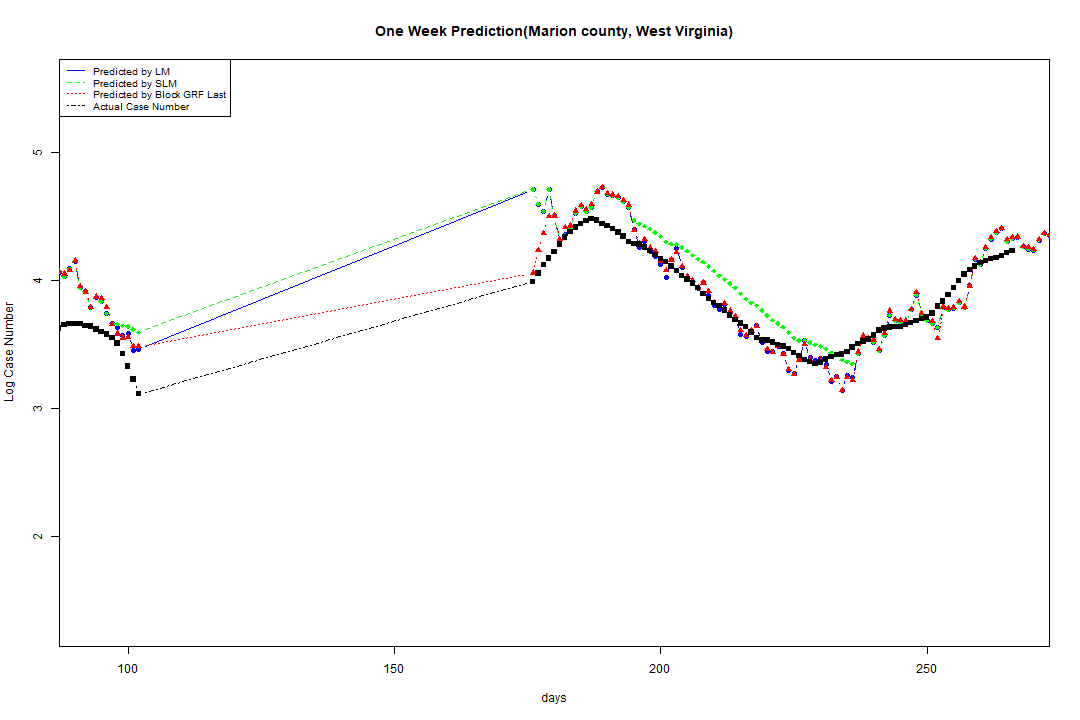 One Week Prediction(Marion county, West Virginia)
Predicted by LM
Predicted by SLM
Predicted by Block GRF Last
Actual Case Number
5
4
3
2
Log Case Number
100 150 200 250
days